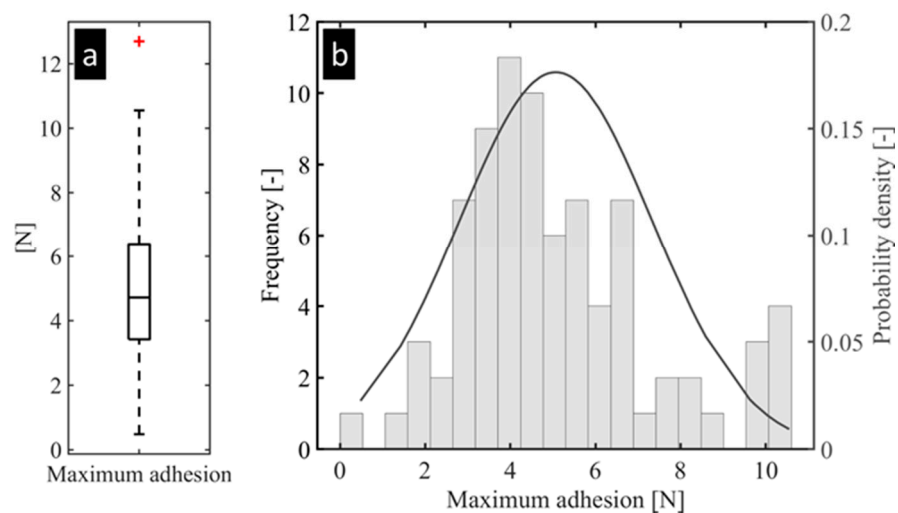 a
[N]
12
10
8
6
4
2
0
Maximum adhesion
b
Frequency [-]
12
10
8
6
4
2
0
0 2 4 6 8 10
Maximum adhesion [N]
0.2
0.15
0.1
0.05
0
Probability density [-]